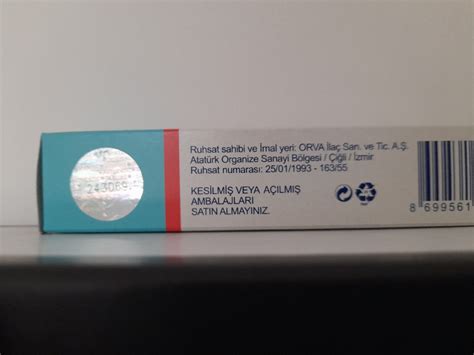 Ruhsat sahibi ve İmal yeri: ORVA İlaç San. ve Tic. A.Ş.
Atatürk Organize Sanayi Bölgesi / Çiğli / İzmir
Ruhsat numarası: 25/01/1993 - 163/55
243069
KESİLMİŞ VEYA AÇILMIŞ
AMBALAJLARI
SATIN ALMAYINIZ.
8 699561